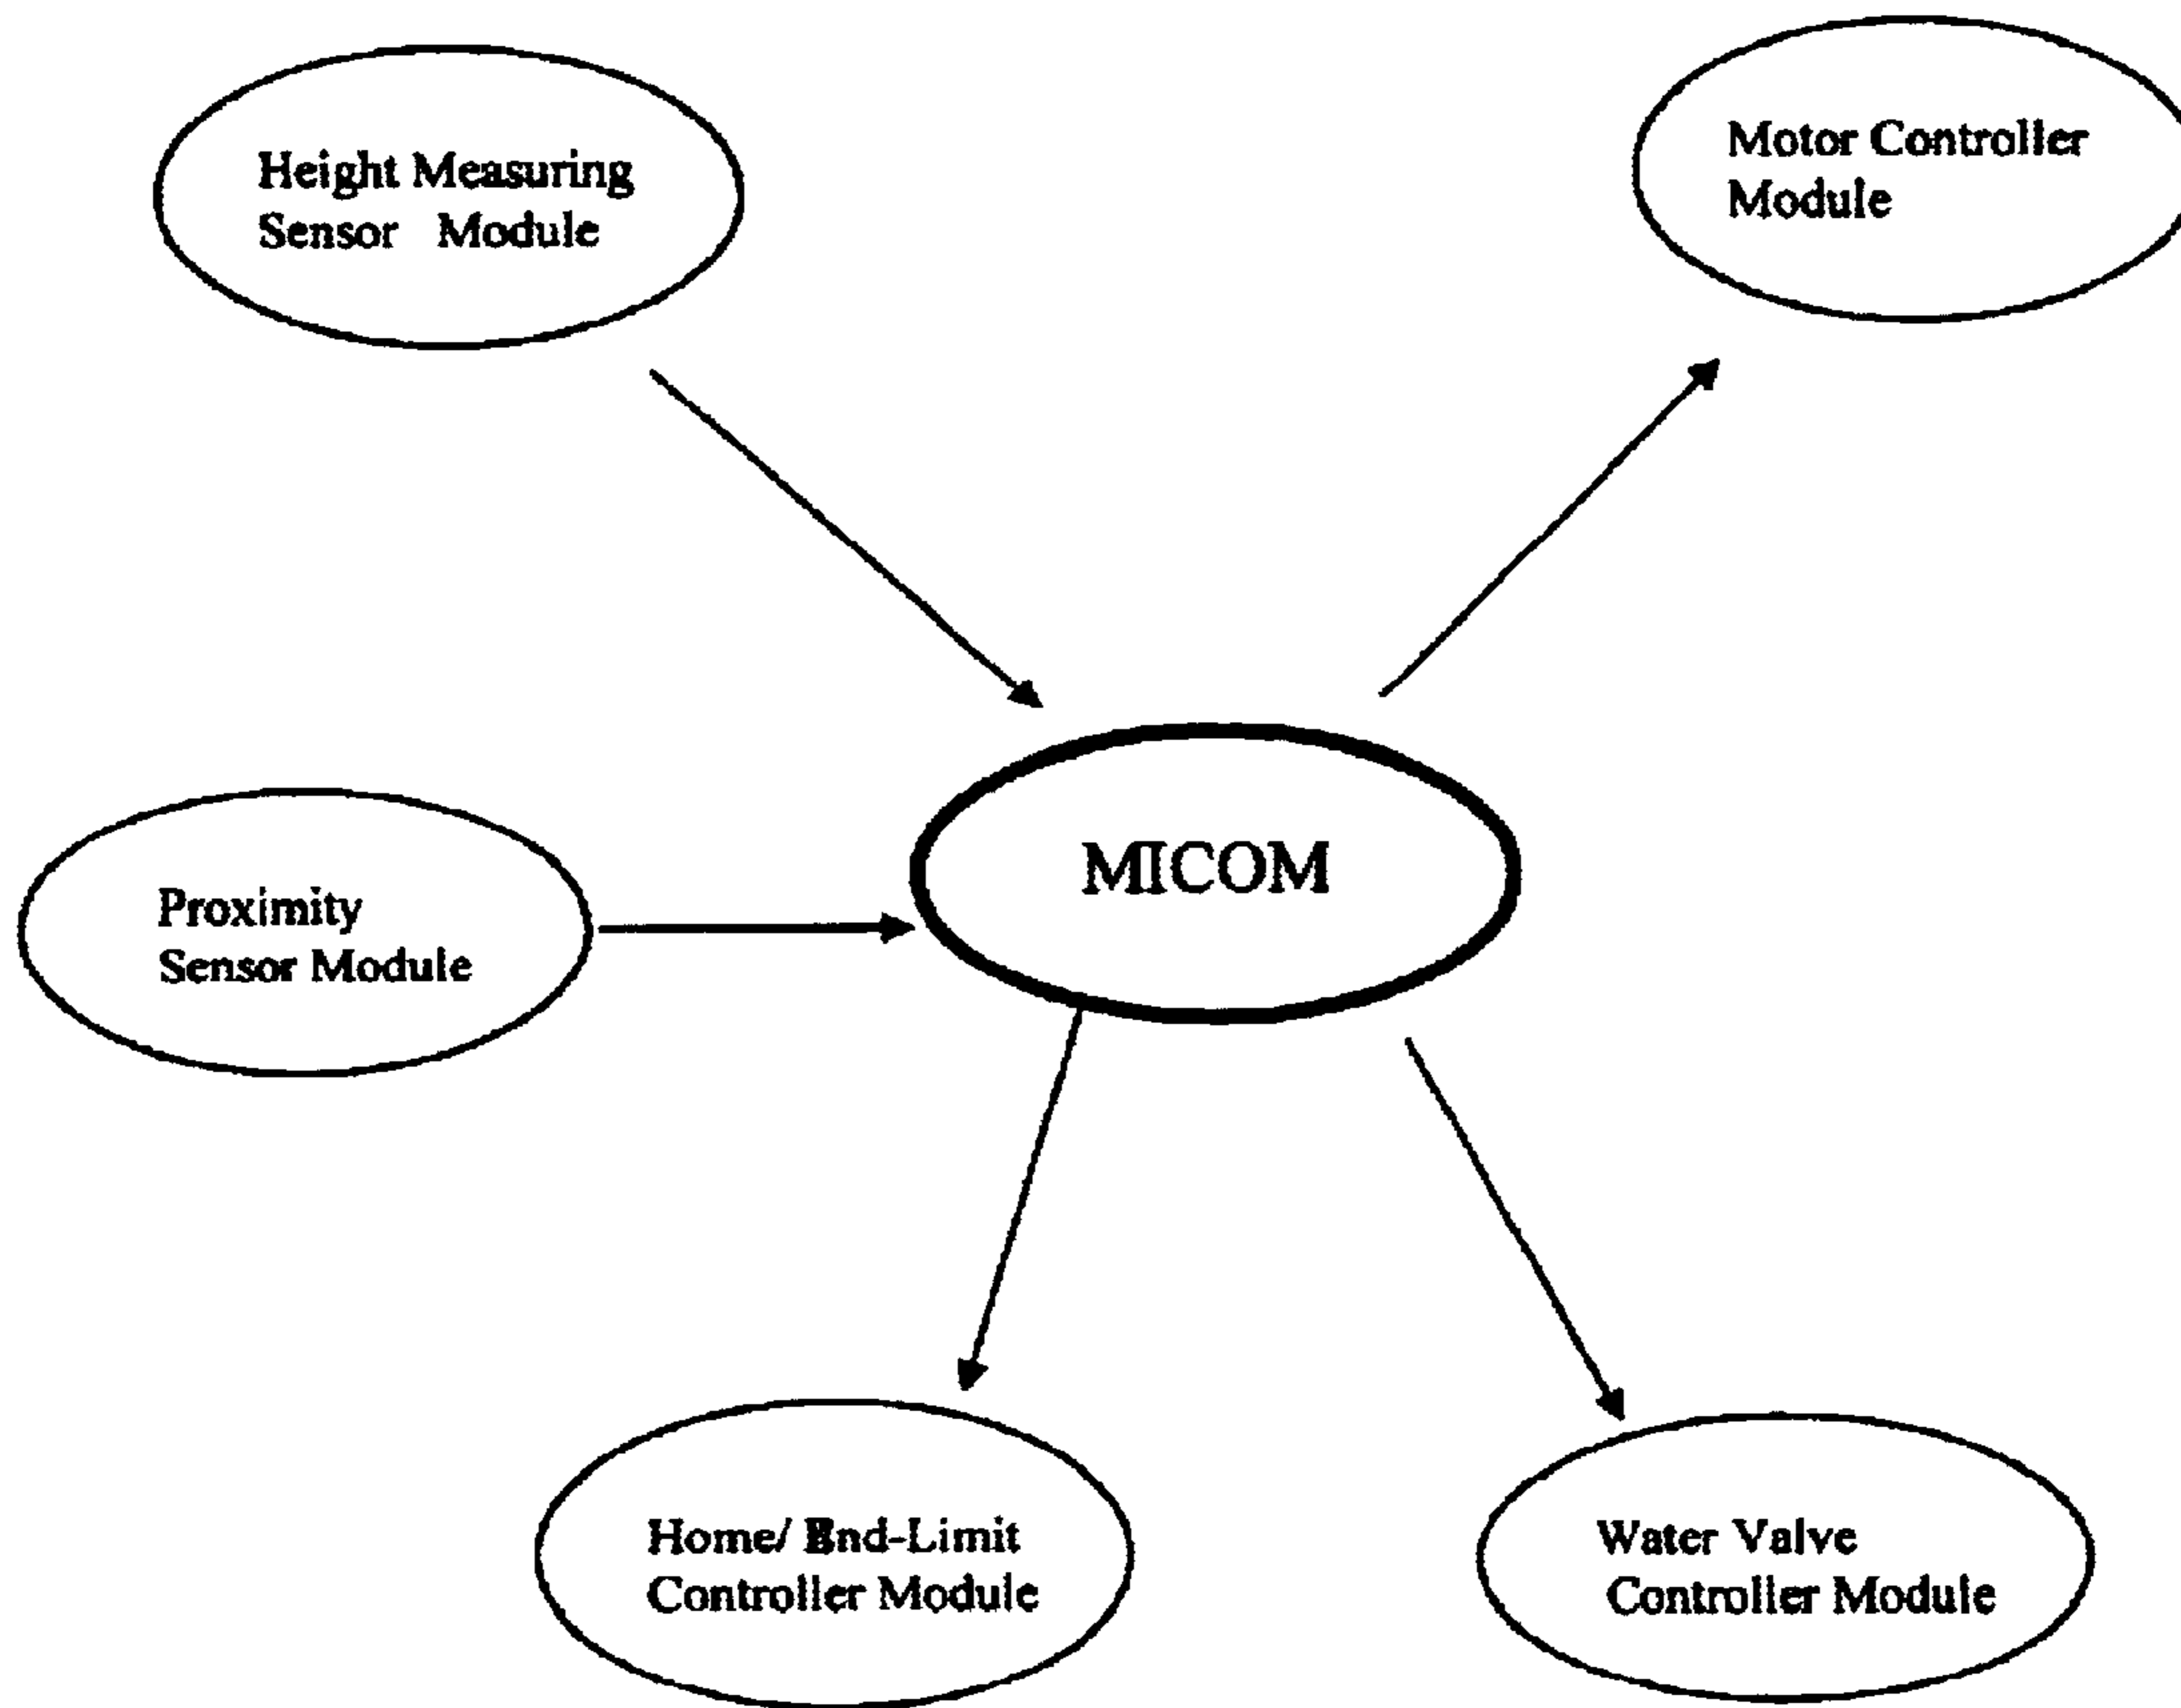 Height Measuring
Sensor Module
Motor Controller
Module
MICOM
Proximity
Sensor Module
Home/ End-Limit
Controller Module
Water Valve
Controller Module